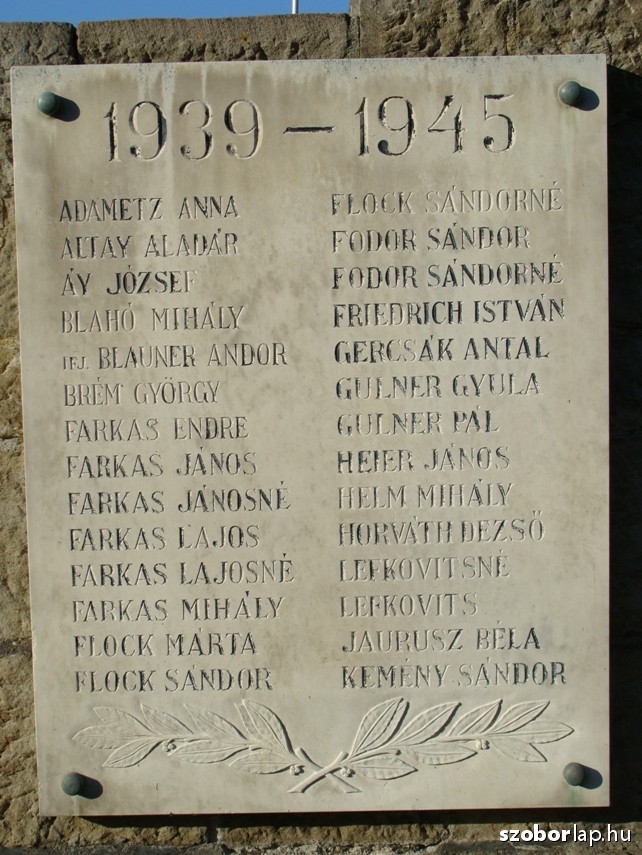 1939 – 1945
ADAMETZ ANNA
ALTAY ALADÁR
ÁY JÓZSEF
BLAHÓ MIHÁLY
IFJ. BLAUNER ANDOR
BRÉM GYÖRGY
FARKAS ENDRE
FARKAS JÁNOS
FARKAS JÁNOSNÉ
FARKAS LAJOS
FARKAS LAJOSNÉ
FARKAS MIHÁLY
FLOCK MÁRTA
FLOCK SÁNDOR
FLOCK SÁNDORNÉ
FODOR SÁNDOR
FODOR SÁNDORNÉ
FRIEDRICH ISTVÁN
GERCSÁK ANTAL
GULNER GYULA
GULNER PÁL
HEIER JÁNOS
HELM MIHÁLY
HORVÁTH DEZSŐ
LEFKOVITSNÉ
LEFKOVITS
JAURUSZ BÉLA
KEMÉNY SÁNDOR
szoborlap.hu